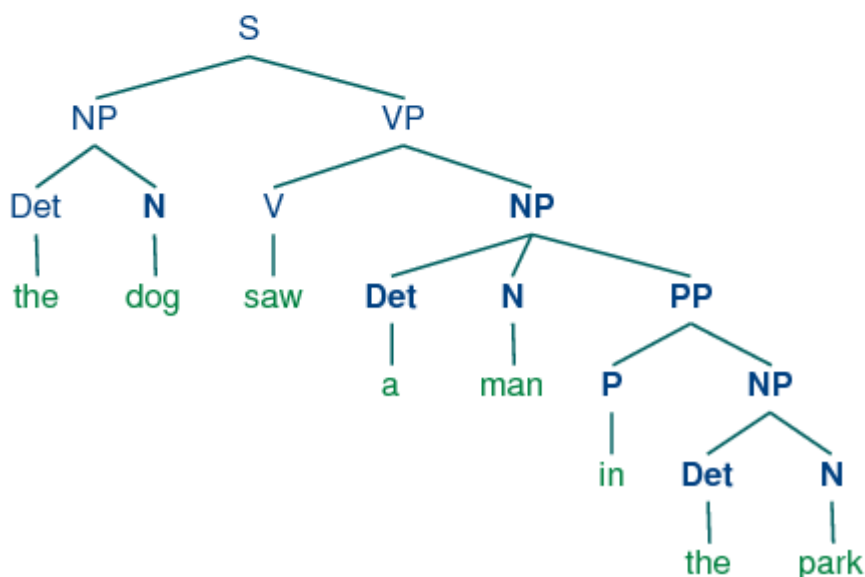 S
NP VP
Det N V NP
the dog saw Det N PP
a man P NP
in Det N
the park